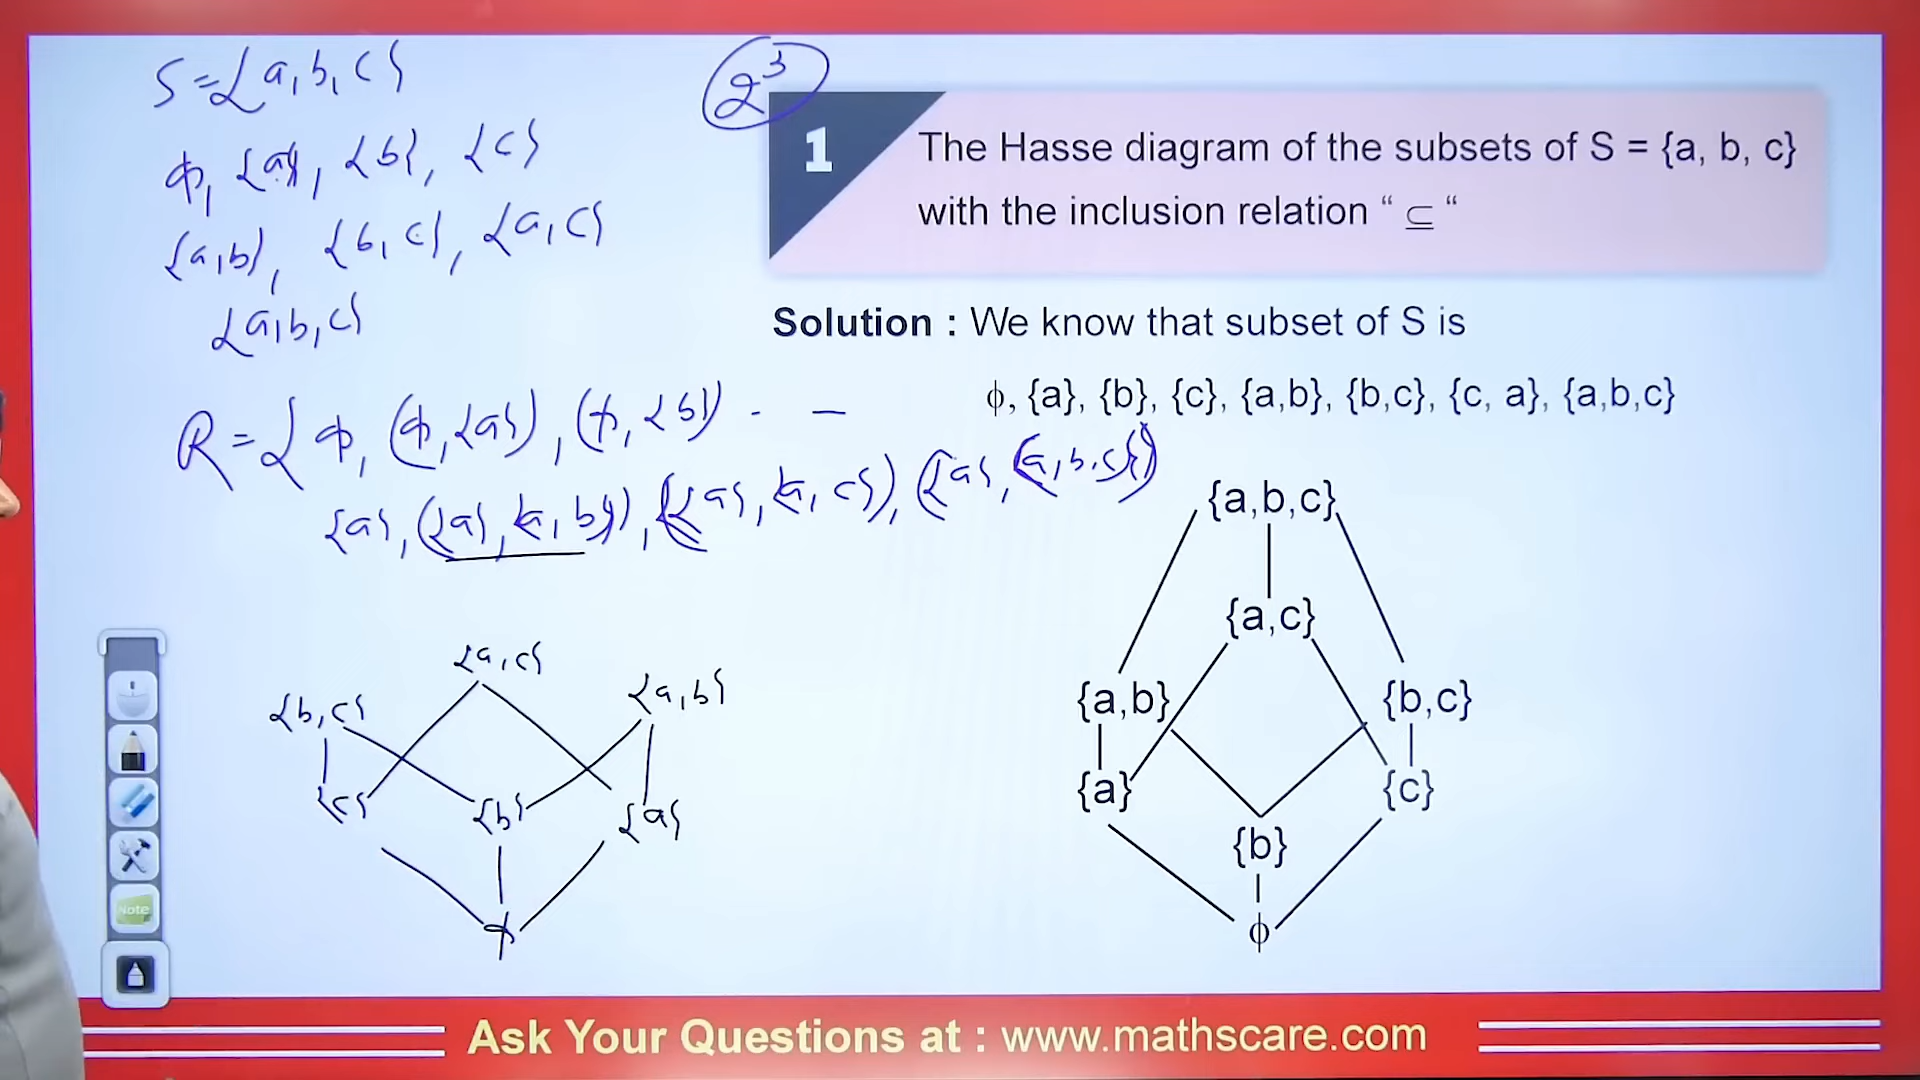 S={a,b,c}
2³
ϕ, {a}, {b}, {c}
{a,b}, {b,c}, {a,c}
{a,b,c}
1
The Hasse diagram of the subsets of S = {a, b, c}
with the inclusion relation “ ⊆ “
Solution : We know that subset of S is
ϕ, {a}, {b}, {c}, {a,b}, {b,c}, {c, a}, {a,b,c}
R={ ϕ, (ϕ,{a}), (ϕ,{b}) - —
{a}, ({a},{a,b}), ({a},{a,c}), ({a},{a,b,c})
{a,c}
{b,c} {a,b}
{c} {b} {a}
ϕ
{a,b,c}
{a,c}
{a,b} {b,c}
{a} {c}
{b}
ϕ
Note
Ask Your Questions at : www.mathscare.com